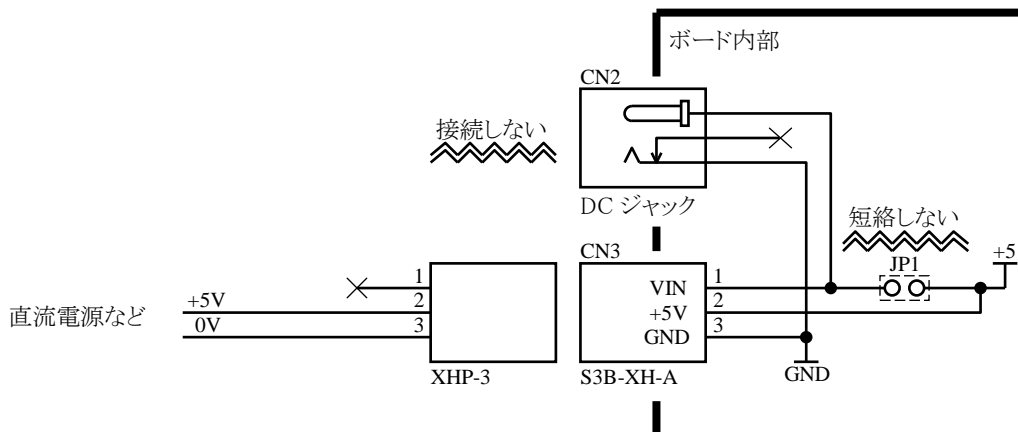 ボード内部
CN2
接続しない
DC ジャック
短絡しない
CN3
JP1
+5
1
VIN
1
+5V
2
+5V
2
直流電源など
0V
3
GND
3
XHP-3
S3B-XH-A
GND